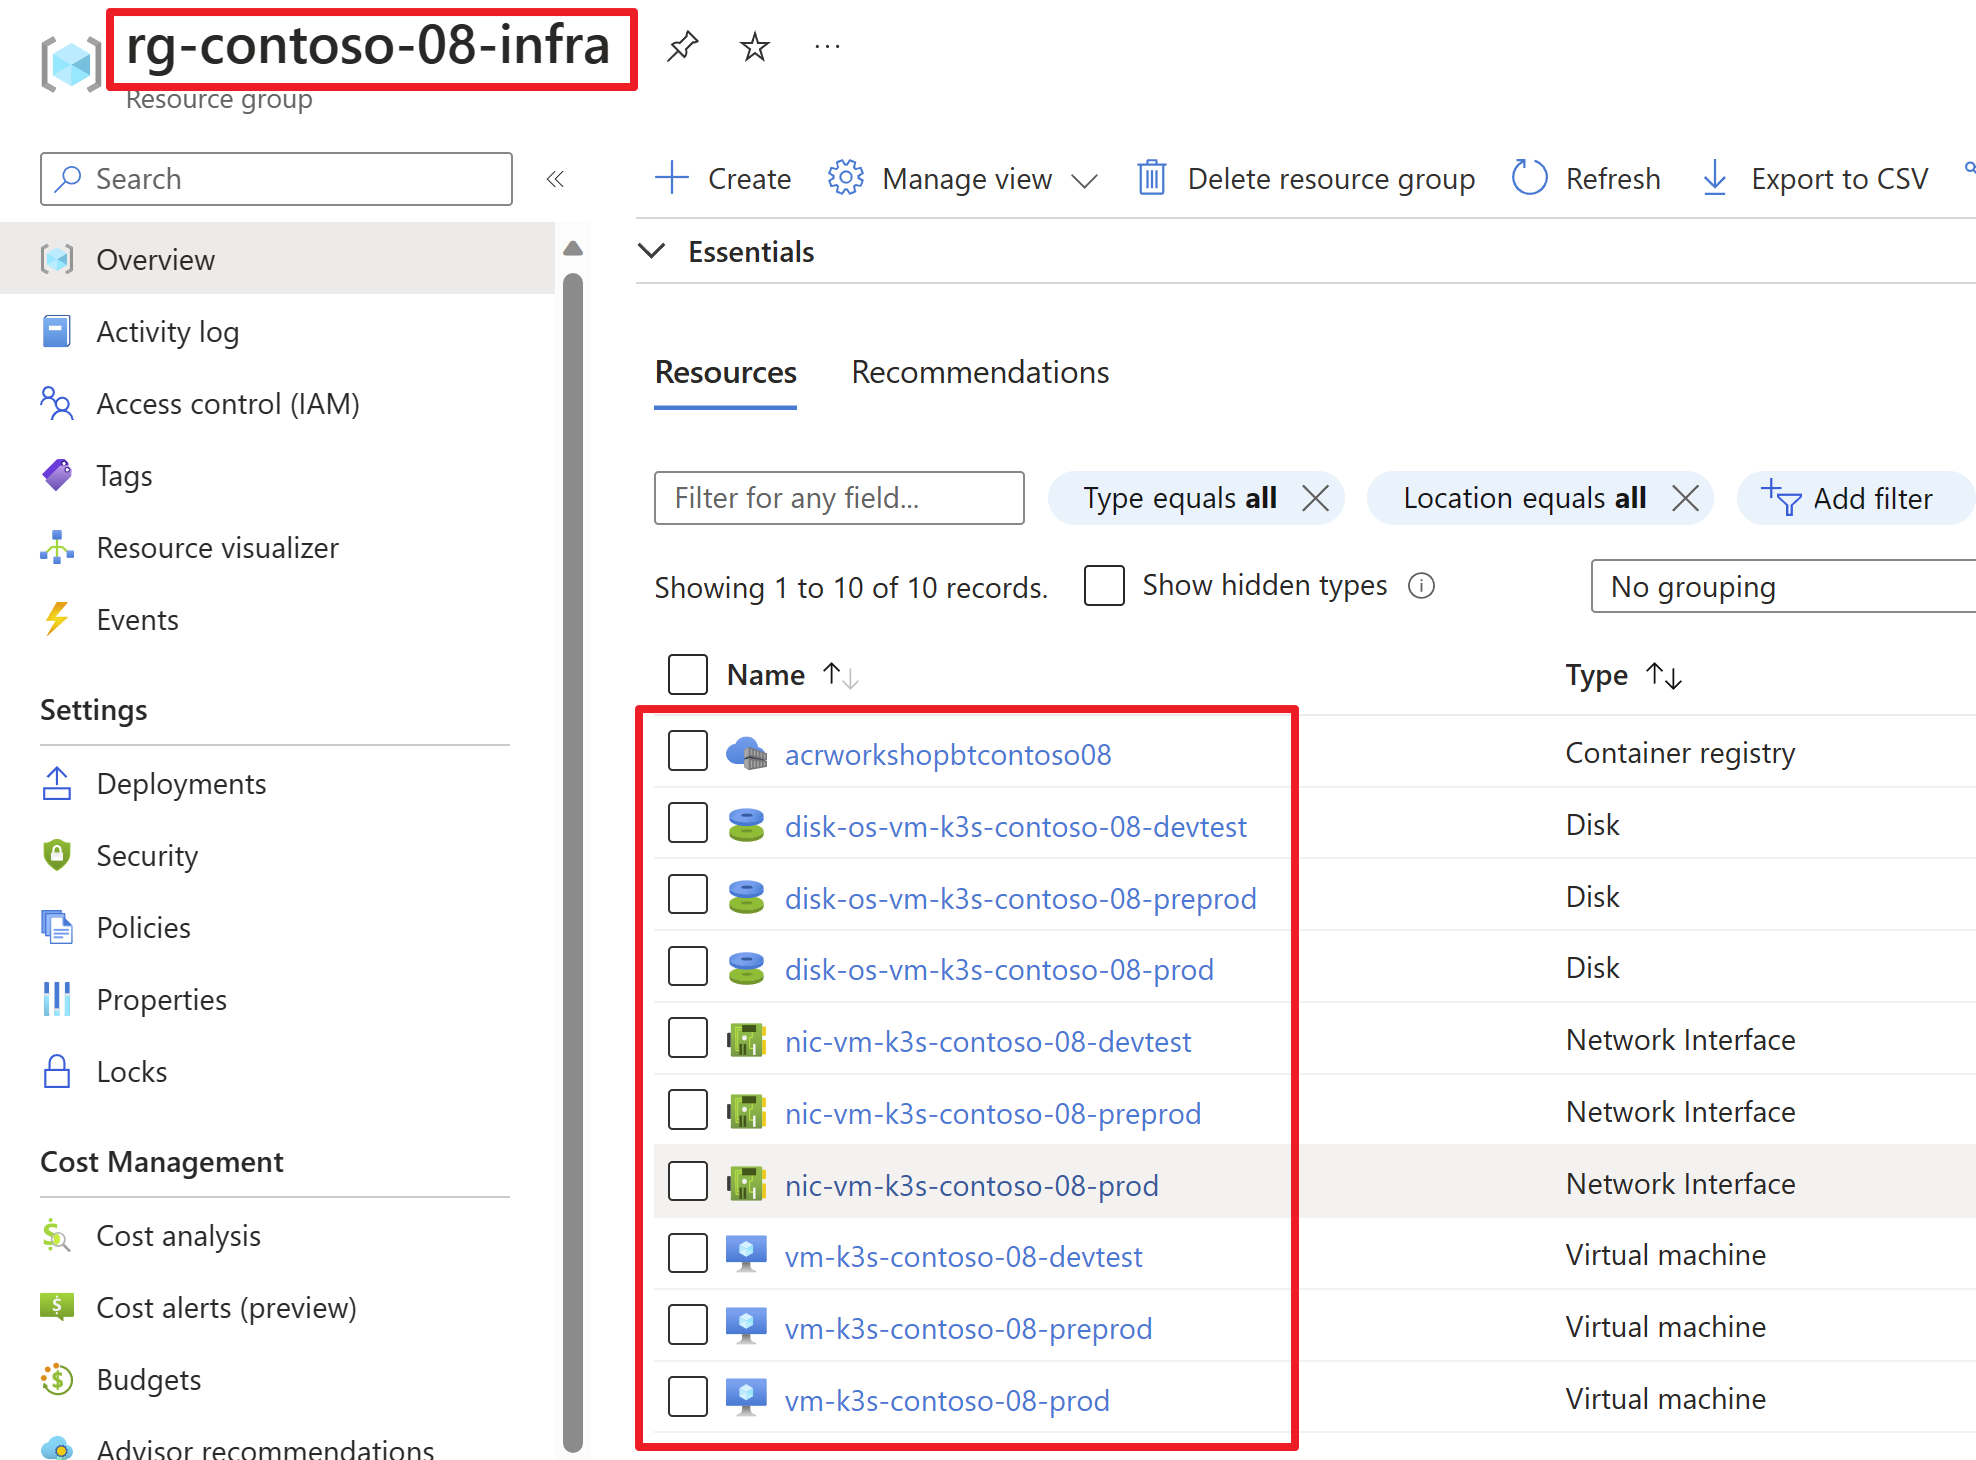 rg-contoso-08-infra
Resource group
Search
Create Manage view Delete resource group Refresh Export to CSV
Overview
Activity log
Access control (IAM)
Tags
Resource visualizer
Events
Settings
Deployments
Security
Policies
Properties
Locks
Cost Management
Cost analysis
Cost alerts (preview)
Budgets
Advisor recommendations
Essentials
Resources Recommendations
Filter for any field... Type equals all Location equals all Add filter
Showing 1 to 10 of 10 records. Show hidden types No grouping
Name Type
acrworkshopbtcontoso08 Container registry
disk-os-vm-k3s-contoso-08-devtest Disk
disk-os-vm-k3s-contoso-08-preprod Disk
disk-os-vm-k3s-contoso-08-prod Disk
nic-vm-k3s-contoso-08-devtest Network Interface
nic-vm-k3s-contoso-08-preprod Network Interface
nic-vm-k3s-contoso-08-prod Network Interface
vm-k3s-contoso-08-devtest Virtual machine
vm-k3s-contoso-08-preprod Virtual machine
vm-k3s-contoso-08-prod Virtual machine